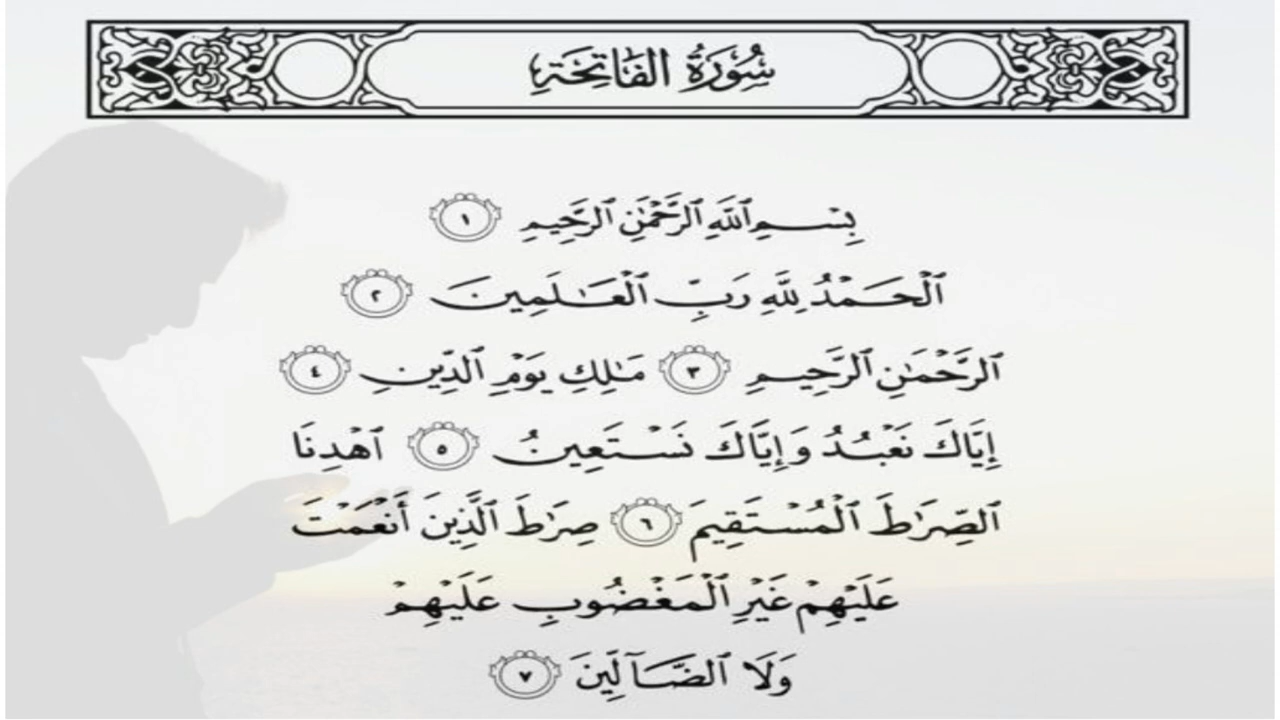 سُورَةُ الفَاتِحَةِ
بِسۡمِ ٱللَّهِ ٱلرَّحۡمَٰنِ ٱلرَّحِيمِ ١
ٱلۡحَمۡدُ لِلَّهِ رَبِّ ٱلۡعَٰلَمِينَ ٢
ٱلرَّحۡمَٰنِ ٱلرَّحِيمِ ٣ مَٰلِكِ يَوۡمِ ٱلدِّينِ ٤
إِيَّاكَ نَعۡبُدُ وَإِيَّاكَ نَسۡتَعِينُ ٥ ٱهۡدِنَا
ٱلصِّرَٰطَ ٱلۡمُسۡتَقِيمَ ٦ صِرَٰطَ ٱلَّذِينَ أَنۡعَمۡتَ
عَلَيۡهِمۡ غَيۡرِ ٱلۡمَغۡضُوبِ عَلَيۡهِمۡ
وَلَا ٱلضَّآلِّينَ ٧